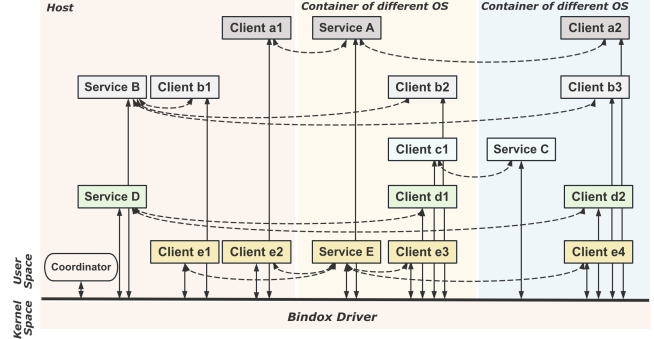 Host
Container of different OS
Container of different OS
Client a1
Service A
Client a2
Service B
Client b1
Client b2
Client b3
Client c1
Service C
Service D
Client d1
Client d2
Client e1
Client e2
Service E
Client e3
Client e4
Coordinator
User
Space
Kernel
Space
Bindox Driver